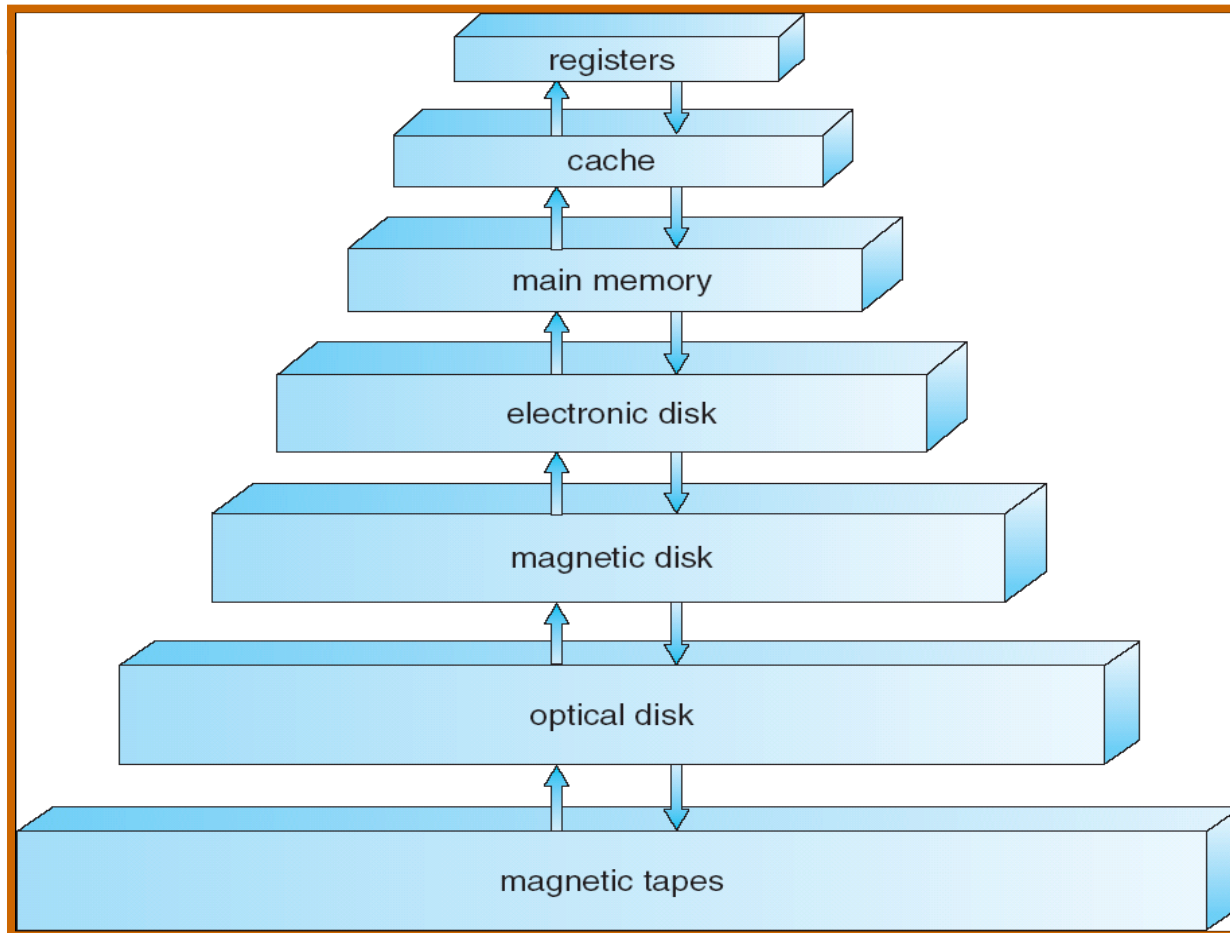 registers
cache
main memory
electronic disk
magnetic disk
optical disk
magnetic tapes